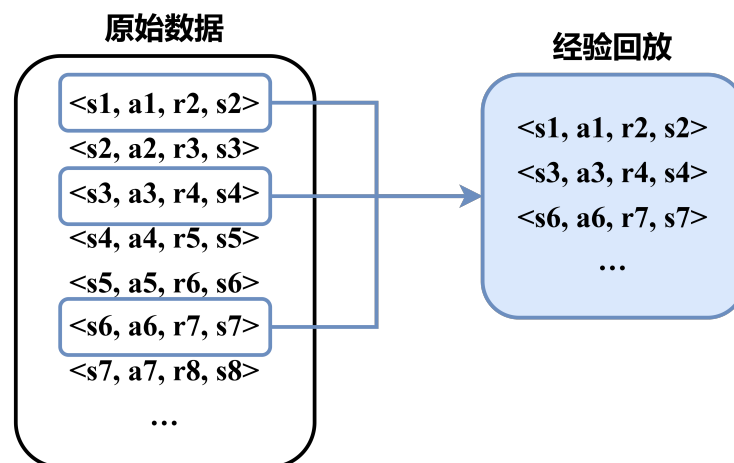 原始数据
<s1, a1, r2, s2>
<s2, a2, r3, s3>
<s3, a3, r4, s4>
<s4, a4, r5, s5>
<s5, a5, r6, s6>
<s6, a6, r7, s7>
<s7, a7, r8, s8>
...
经验回放
<s1, a1, r2, s2>
<s3, a3, r4, s4>
<s6, a6, r7, s7>
...